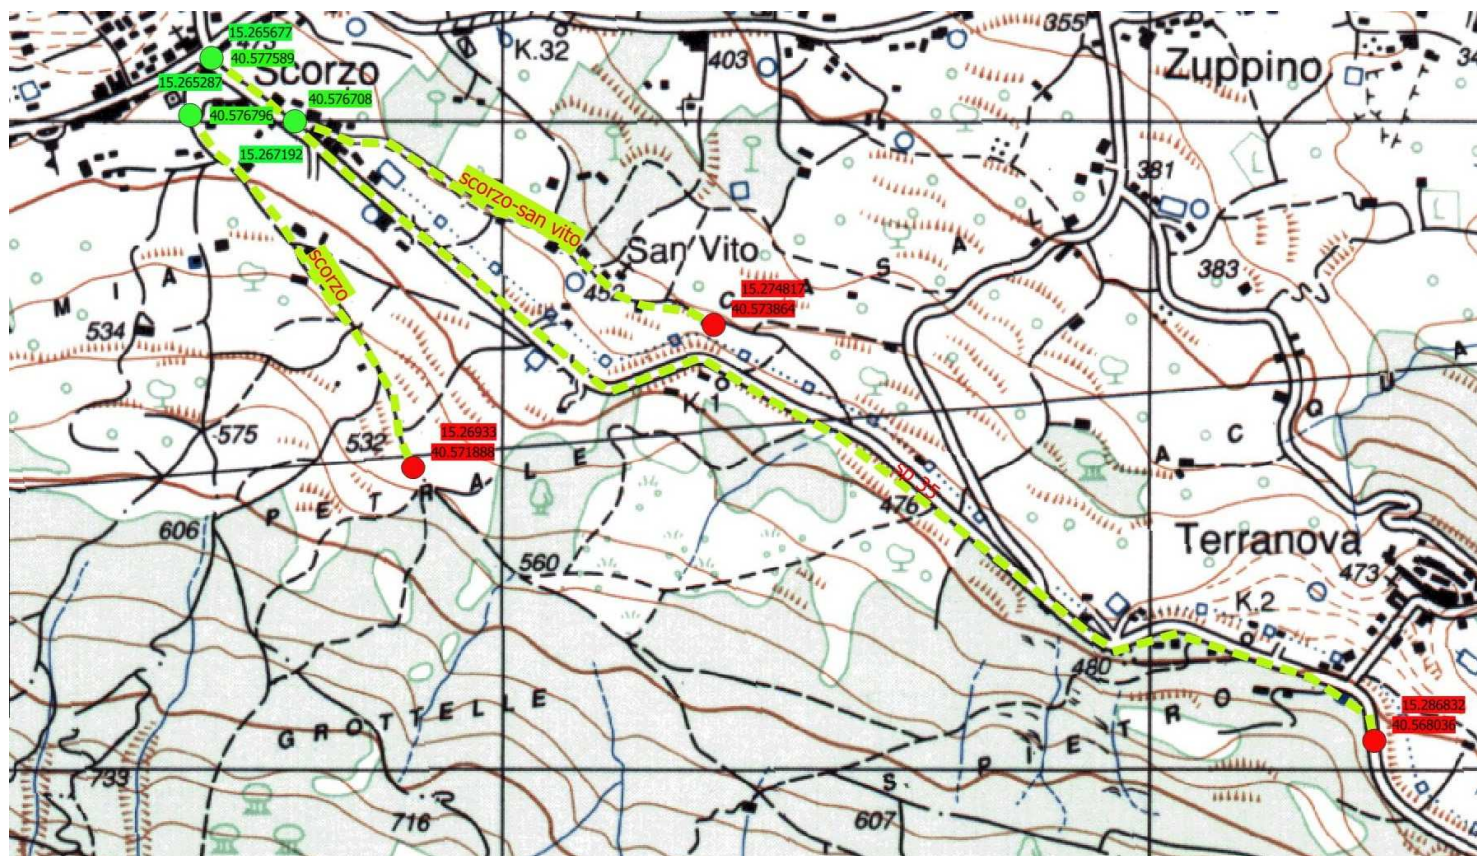 15.265677
473
40.577589
Scorzo
15.265287
40.576708
40.576796
15.267192
K.32
403
355
Zuppino
34
381
scorzo-san vito
San Vito
452
15.274817
40.573864
C A S A L
383
M I A
534
scorzo
K.1
575
532
15.26933
40.571888
P E T R A L E
sp 35
476
A C Q U A
606
560
Terranova
473
K.2
480
15.286832
40.568036
G R O T T E L L E
S. P I E T R O
733
716
607